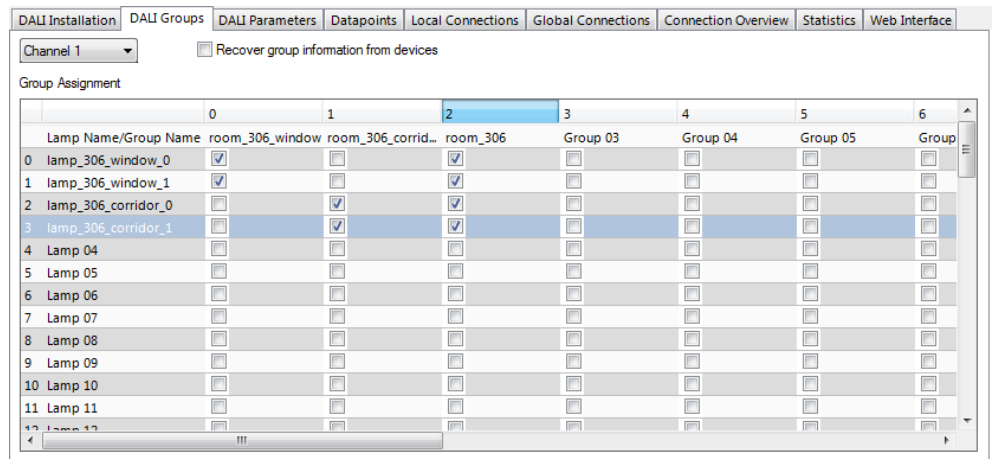 DALI Installation DALI Groups DALI Parameters Datapoints Local Connections Global Connections Connection Overview Statistics Web Interface
Channel 1 Recover group information from devices
Group Assignment
0 1 2 3 4 5 6
Lamp Name/Group Name room_306_window room_306_corrid... room_306 Group 03 Group 04 Group 05 Group
0 lamp_306_window_0
1 lamp_306_window_1
2 lamp_306_corridor_0
3 lamp_306_corridor_1
4 Lamp 04
5 Lamp 05
6 Lamp 06
7 Lamp 07
8 Lamp 08
9 Lamp 09
10 Lamp 10
11 Lamp 11
12 Lamp 12